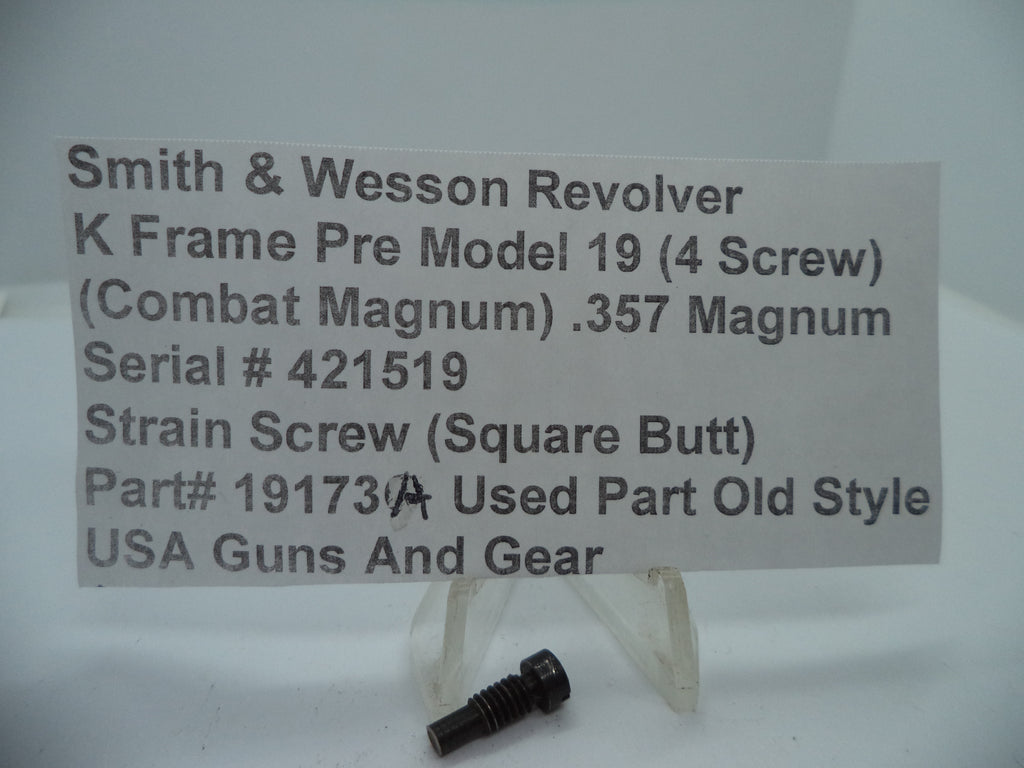 Smith & Wesson Revolver
K Frame Pre Model 19 (4 Screw)
(Combat Magnum) .357 Magnum
Serial # 421519
Strain Screw (Square Butt)
Part# 19173A Used Part Old Style
USA Guns And Gear